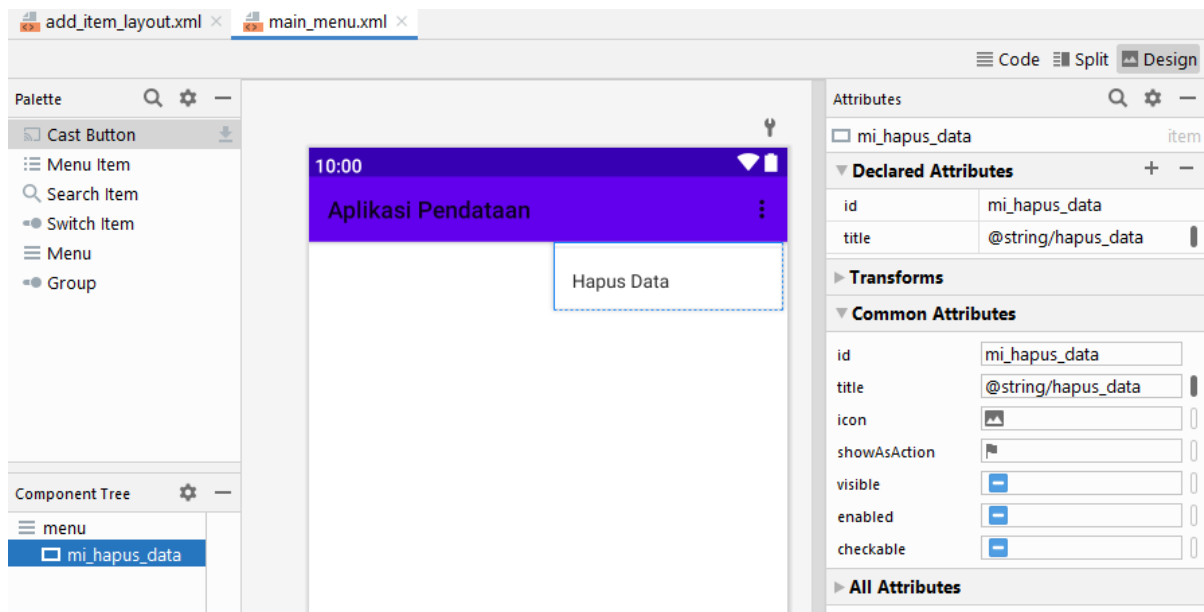 add_item_layout.xml
main_menu.xml
Code
Split
Design
Palette
Cast Button
Menu Item
Search Item
Switch Item
Menu
Group
Component Tree
menu
mi_hapus_data
10:00
Aplikasi Pendataan
Hapus Data
Attributes
mi_hapus_data item
Declared Attributes
id mi_hapus_data
title @string/hapus_data
Transforms
Common Attributes
id mi_hapus_data
title @string/hapus_data
icon
showAsAction
visible
enabled
checkable
All Attributes